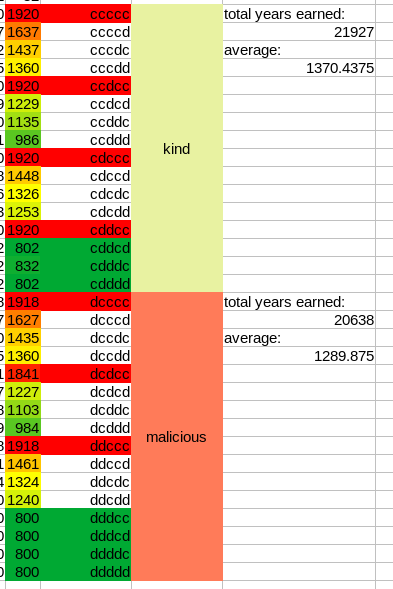 1920 ccccc total years earned:
1637 ccccd 21927
1437 cccdc average:
1360 cccdd 1370.4375
1920 ccdcc
1229 ccdcd
1135 ccddc
986 ccddd
1920 cdccc kind
1448 cdccd
1326 cdcdc
1253 cdcdd
1920 cddcc
802 cddcd
832 cdddc
802 cdddd
1918 dcccc total years earned:
1627 dcccd 20638
1435 dccdc average:
1360 dccdd 1289.875
1841 dcdcc
1227 dcdcd
1103 dcddc
984 dcddd
1918 ddccc malicious
1461 ddccd
1324 ddcdc
1240 ddcdd
800 dddcc
800 dddcd
800 ddddc
800 ddddd